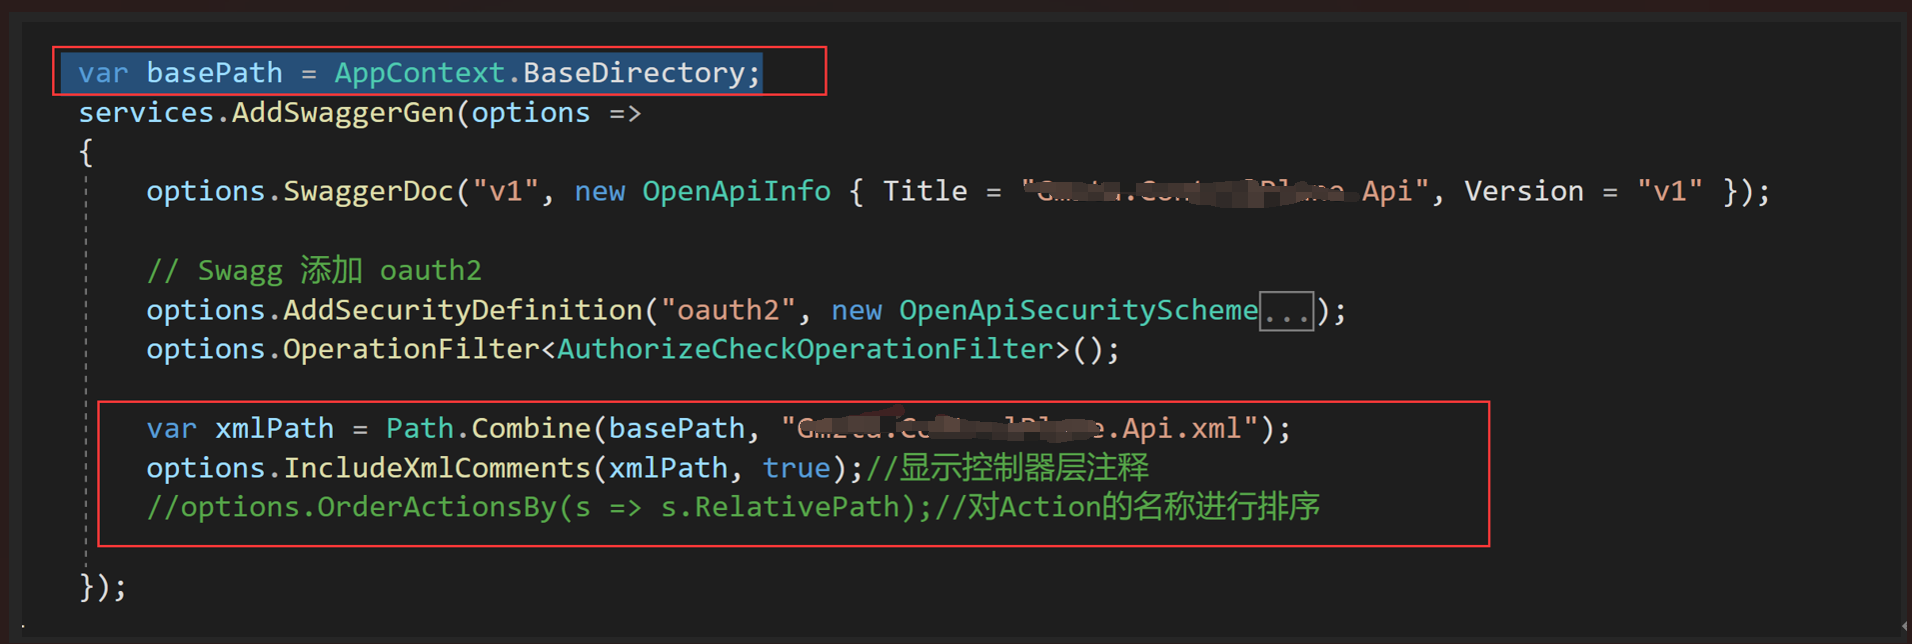 var basePath = AppContext.BaseDirectory;
services.AddSwaggerGen(options =>
{
options.SwaggerDoc("v1", new OpenApiInfo { Title = " Api", Version = "v1" });
// Swagg 添加 oauth2
options.AddSecurityDefinition("oauth2", new OpenApiSecurityScheme...);
options.OperationFilter<AuthorizeCheckOperationFilter>();
var xmlPath = Path.Combine(basePath, ".Api.xml");
options.IncludeXmlComments(xmlPath, true);//显示控制器层注释
//options.OrderActionsBy(s => s.RelativePath);//对Action的名称进行排序
});